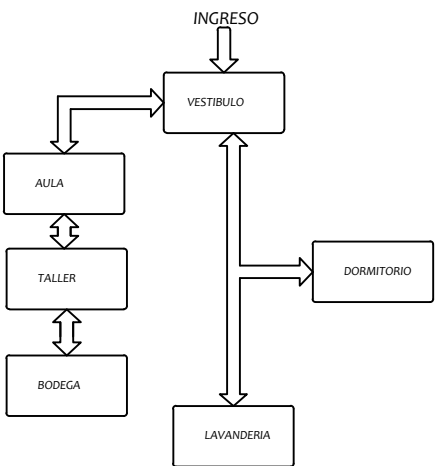 INGRESO
VESTIBULO
AULA
TALLER
DORMITORIO
BODEGA
LAVANDERIA